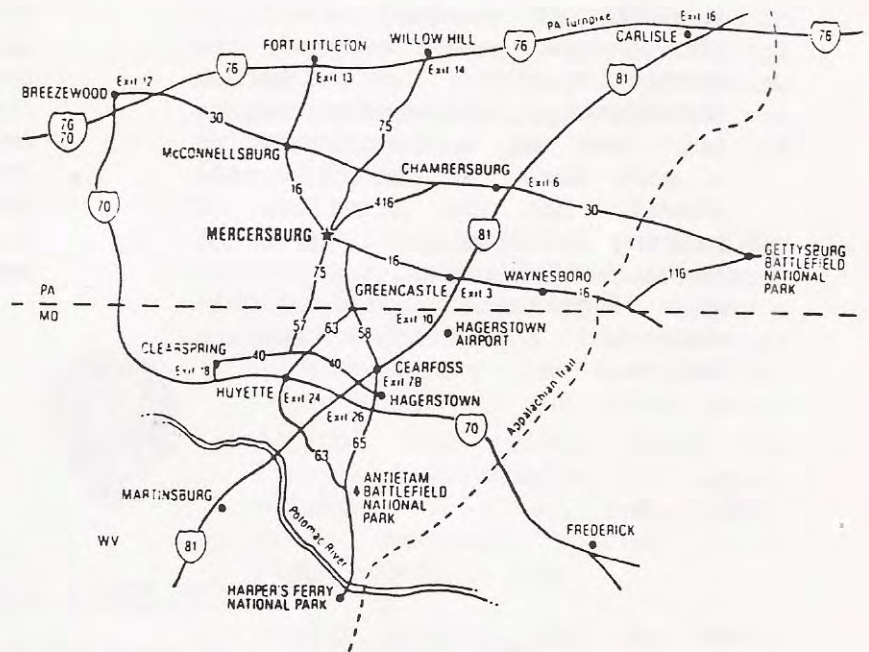 Exit 16
PA Turnpike
WILLOW HILL
76
CARLISLE
76
FORT LITTLETON
76
Exit 13
Exit 14
81
BREEZEWOOD
Exit 12
76
70
30
75
McCONNELLSBURG
CHAMBERSBURG
Exit 6
16
416
30
70
MERCERSBURG
81
GETTYSBURG
BATTLEFIELD
NATIONAL
PARK
75
16
WAYNESBORO
116
GREENCASTLE
Exit 3
16
PA
MD
Exit 10
63
58
57
HAGERSTOWN
AIRPORT
CLEARSPRING
40
40
CEARFOSS
Exit 18
Exit 7B
HUYETTE
Exit 24
HAGERSTOWN
Exit 26
70
Appalachian Trail
65
63
ANTIETAM
BATTLEFIELD
NATIONAL
PARK
MARTINSBURG
Potomac River
WV
81
FREDERICK
HARPER'S FERRY
NATIONAL PARK